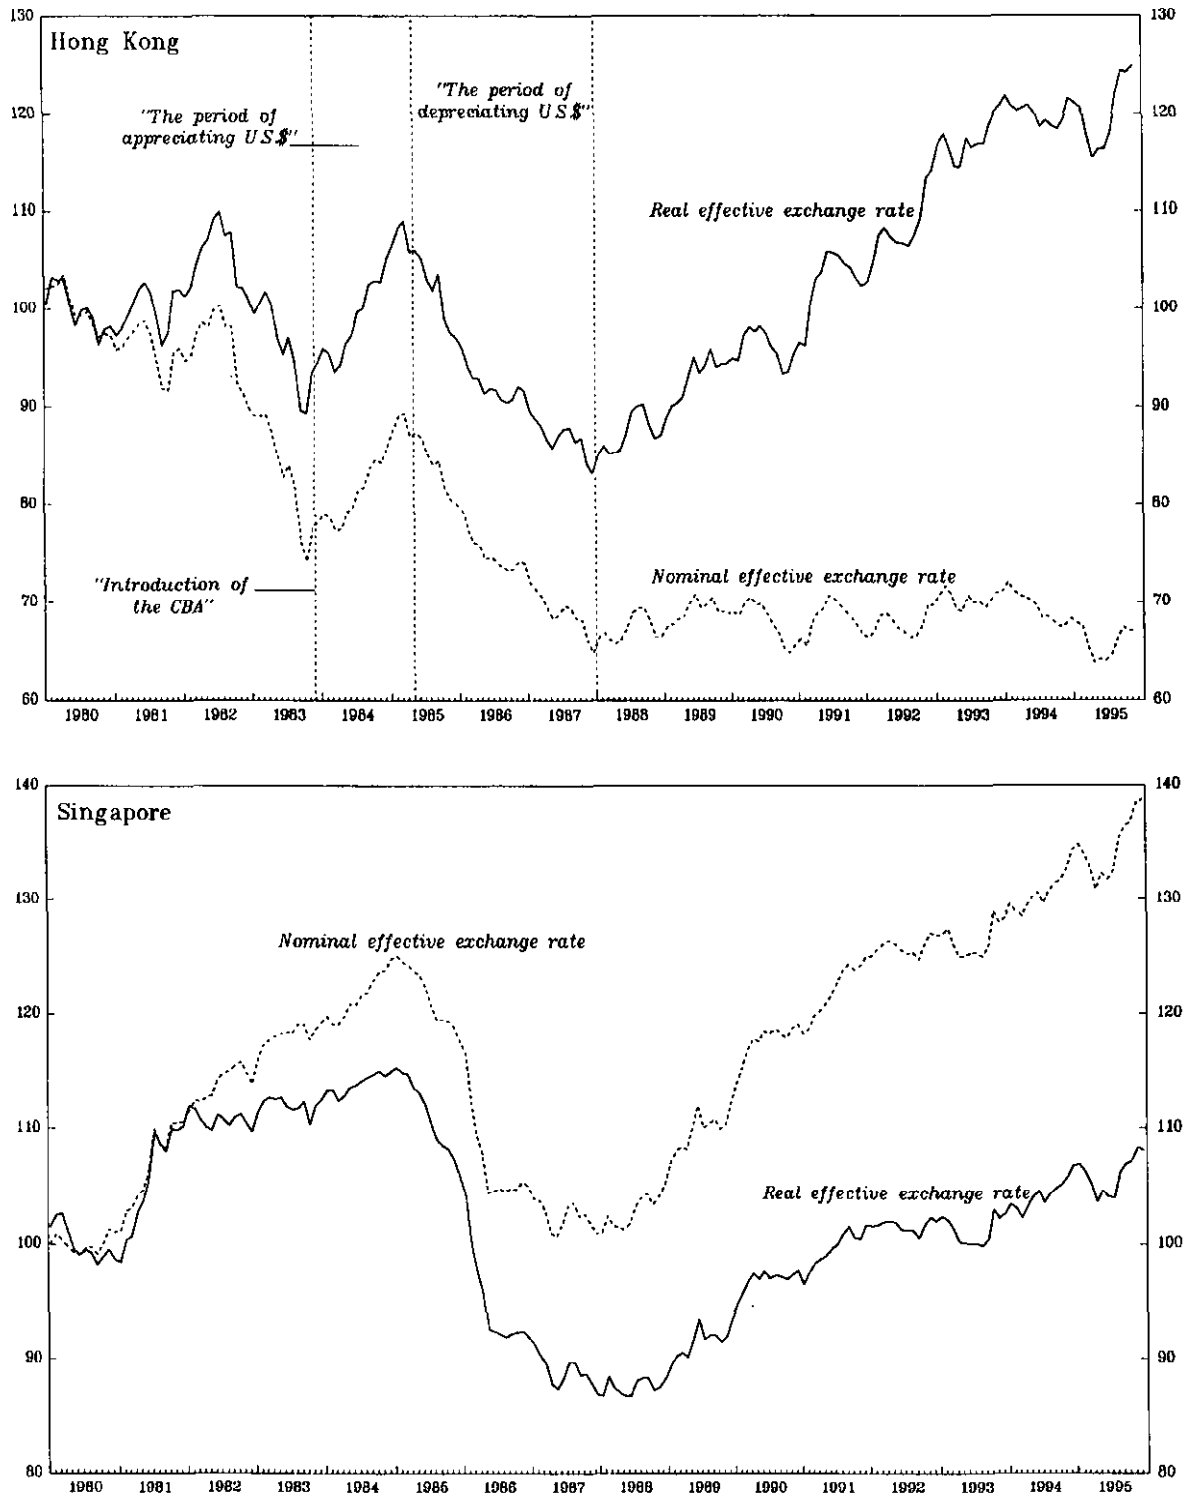 130 130
Hong Kong
"The period of
depreciating US$"
"The period of
appreciating US$"
120 120
110 110
Real effective exchange rate
100 100
90 90
80 80
"Introduction of
the CBA"
Nominal effective exchange rate
70 70
60 60
1980 1981 1982 1983 1984 1985 1986 1987 1988 1989 1990 1991 1992 1993 1994 1995
140 140
Singapore
130 130
Nominal effective exchange rate
120 120
110 110
Real effective exchange rate
100 100
90 90
80 80
1980 1981 1982 1983 1984 1985 1986 1987 1988 1989 1990 1991 1992 1993 1994 1995